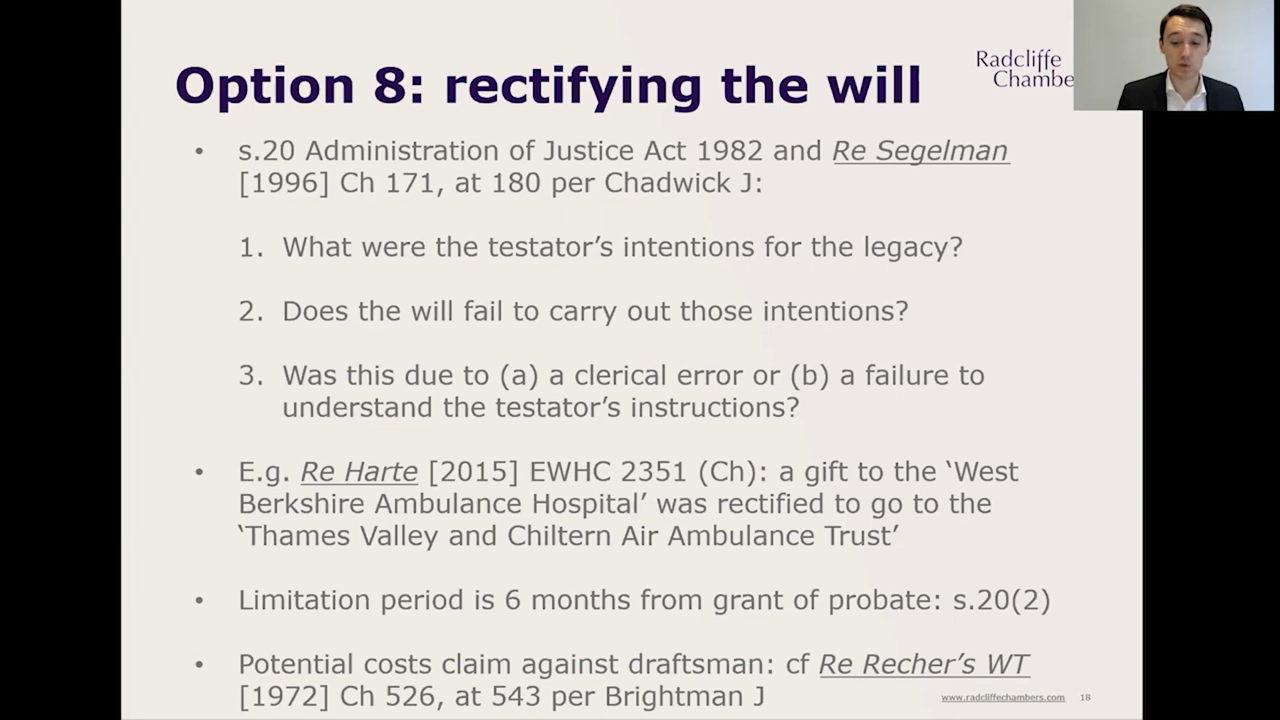 Option 8: rectifying the will
Radcliffe
Chambe
• s.20 Administration of Justice Act 1982 and Re Segelman
[1996] Ch 171, at 180 per Chadwick J:
1. What were the testator’s intentions for the legacy?
2. Does the will fail to carry out those intentions?
3. Was this due to (a) a clerical error or (b) a failure to
understand the testator’s instructions?
• E.g. Re Harte [2015] EWHC 2351 (Ch): a gift to the ‘West
Berkshire Ambulance Hospital’ was rectified to go to the
‘Thames Valley and Chiltern Air Ambulance Trust’
• Limitation period is 6 months from grant of probate: s.20(2)
• Potential costs claim against draftsman: cf Re Recher’s WT
[1972] Ch 526, at 543 per Brightman J
www.radcliffechambers.com 18